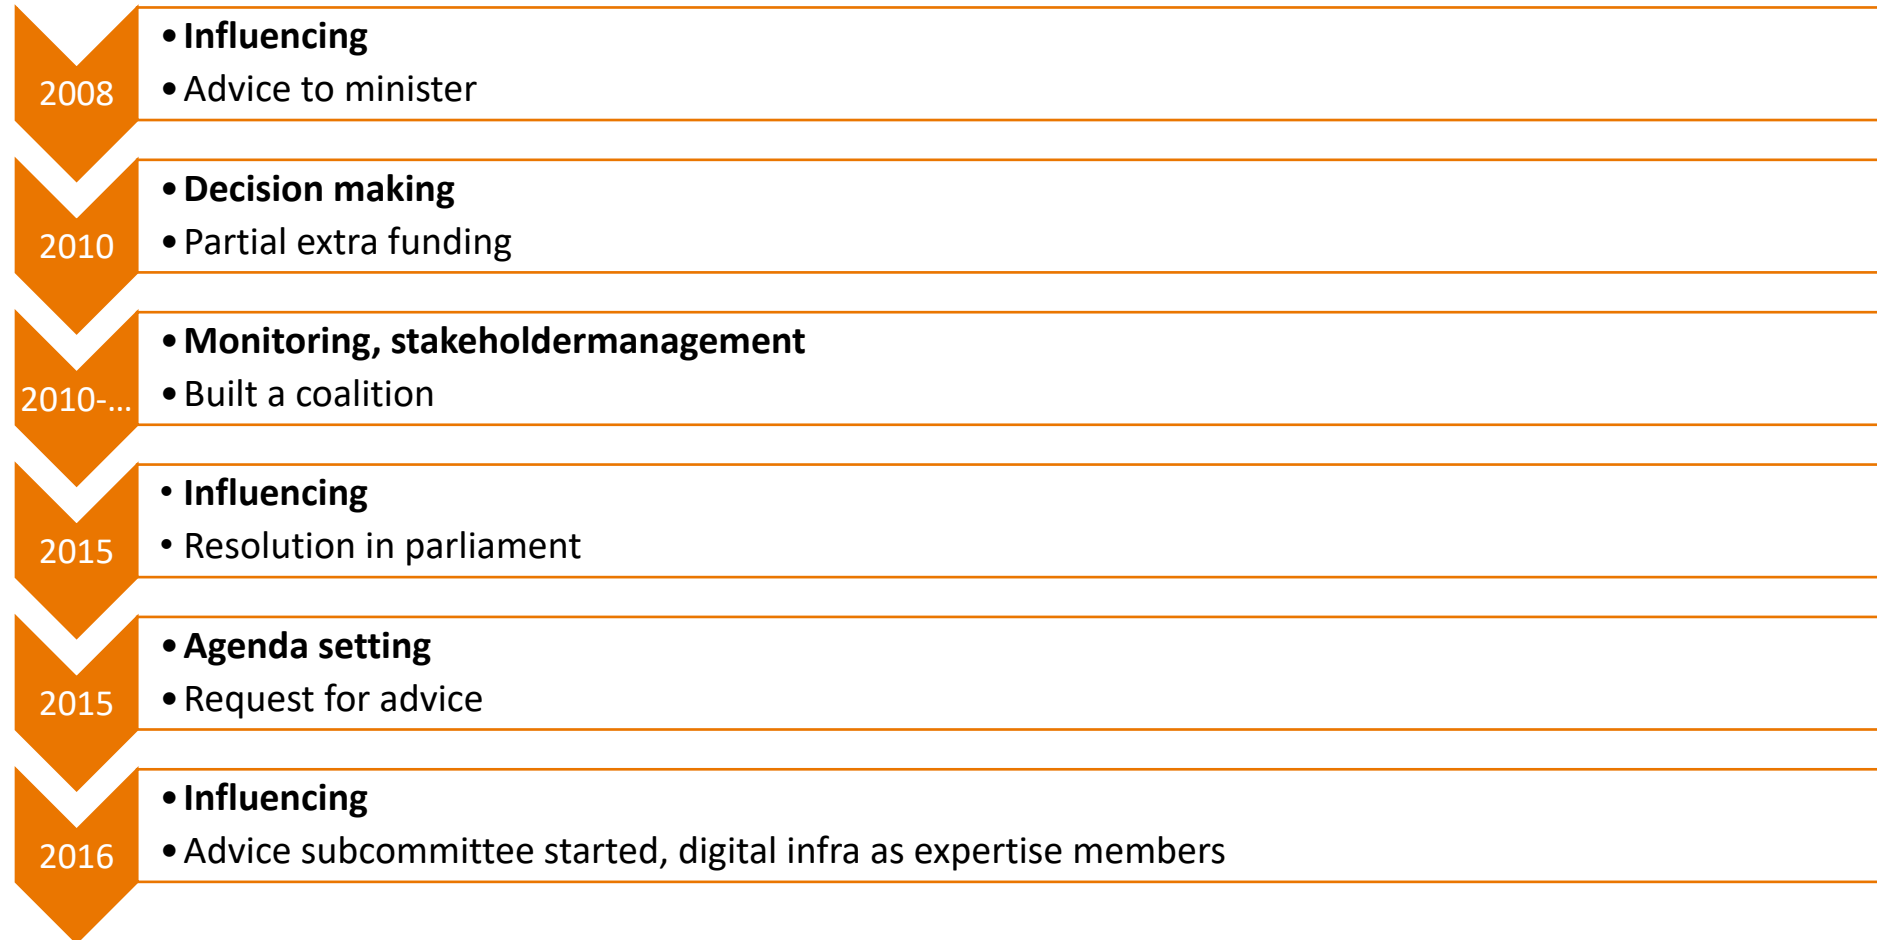 2008
• Influencing
• Advice to minister
2010
• Decision making
• Partial extra funding
2010-...
• Monitoring, stakeholdermanagement
• Built a coalition
2015
• Influencing
• Resolution in parliament
2015
• Agenda setting
• Request for advice
2016
• Influencing
• Advice subcommittee started, digital infra as expertise members